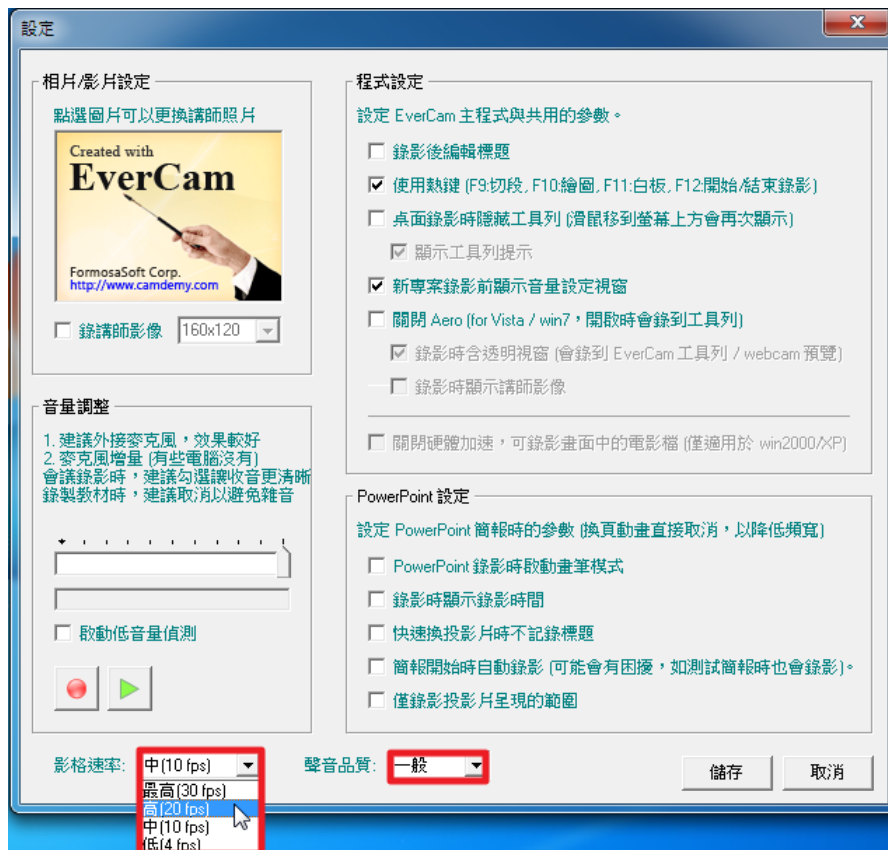 設定
相片/影片設定
點選圖片可以更換講師照片
Created with
EverCam
FormosaSoft Corp.
http://www.camdemy.com
錄講師影像 160x120
音量調整
1. 建議外接麥克風，效果較好
2. 麥克風增量 (有些電腦沒有)
會議錄影時，建議勾選讓收音更清晰
錄製教材時，建議取消以避免雜音
啟動低音量偵測
程式設定
設定 EverCam 主程式與共用的參數。
錄影後編輯標題
使用熱鍵 (F9:切段, F10:繪圖, F11:白板, F12:開始/結束錄影)
桌面錄影時隱藏工具列 (滑鼠移到螢幕上方會再次顯示)
顯示工具列提示
新專案錄影前顯示音量設定視窗
關閉 Aero (for Vista / win7，開啟時會錄到工具列)
錄影時含透明視窗 (會錄到 EverCam 工具列 / webcam 預覽)
錄影時顯示講師影像
關閉硬體加速，可錄影畫面中的電影檔 (僅適用於 win2000/XP)
PowerPoint 設定
設定 PowerPoint 簡報時的參數 (換頁動畫直接取消，以降低頻寬)
PowerPoint 錄影時啟動畫筆模式
錄影時顯示錄影時間
快速換投影片時不記錄標題
簡報開始時自動錄影 (可能會有困擾，如測試簡報時也會錄影)。
僅錄影投影片呈現的範圍
影格速率: 中(10 fps) 聲音品質: 一般 儲存 取消
最高(30 fps)
高(20 fps)
中(10 fps)
低(4 fps)